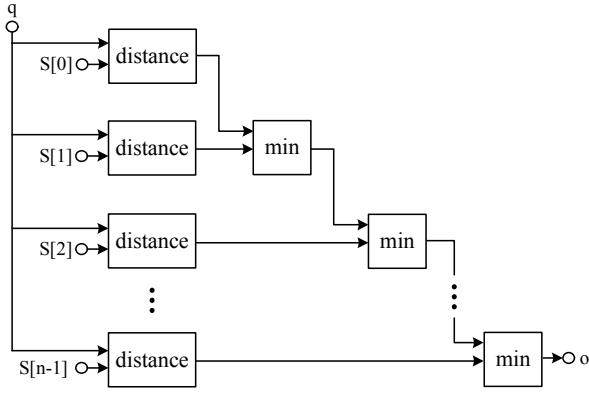 q
distance
S[0]
distance
S[1]
min
distance
S[2]
min
distance
S[n-1]
min
o